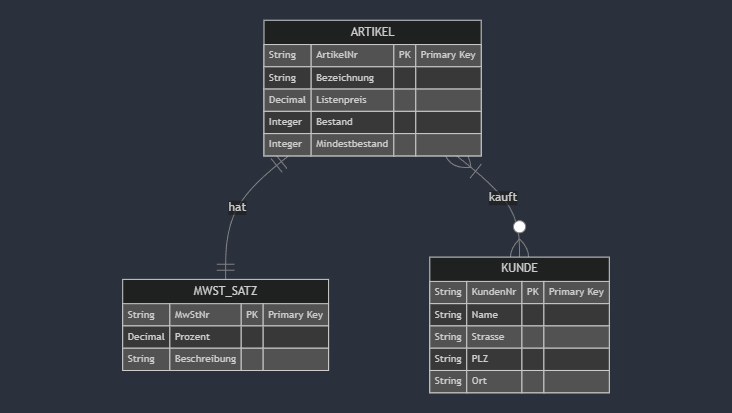 ARTIKEL
String ArtikelNr PK Primary Key
String Bezeichnung
Decimal Listenpreis
Integer Bestand
Integer Mindestbestand
hat
kauft
MWST_SATZ
String MwStNr PK Primary Key
Decimal Prozent
String Beschreibung
KUNDE
String KundenNr PK Primary Key
String Name
String Strasse
String PLZ
String Ort